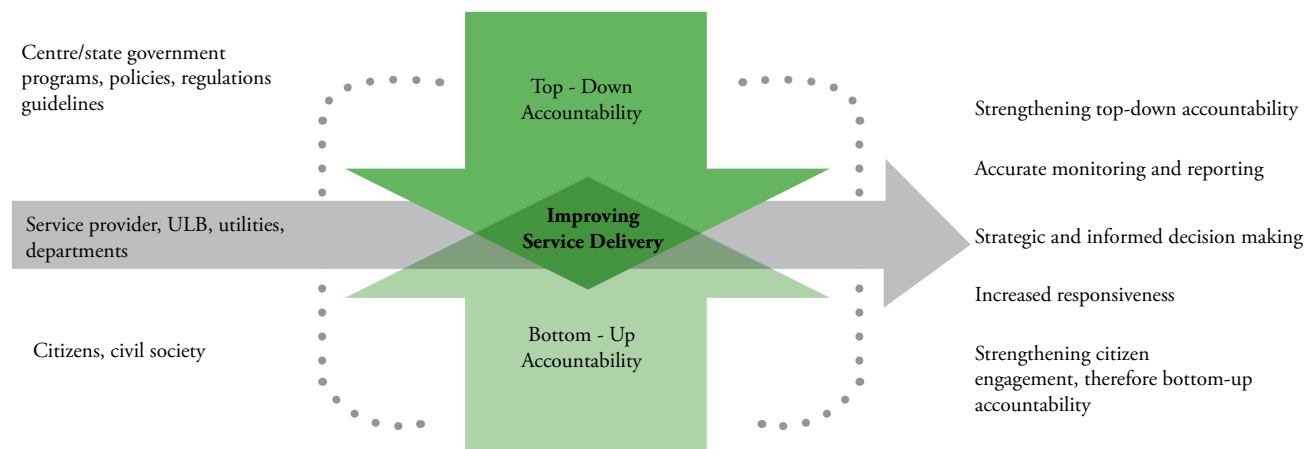 Centre/state government
programs, policies, regulations
guidelines
Service provider, ULB, utilities,
departments
Citizens, civil society
Top - Down
Accountability
Improving
Service Delivery
Bottom - Up
Accountability
Strengthening top-down accountability
Accurate monitoring and reporting
Strategic and informed decision making
Increased responsiveness
Strengthening citizen
engagement, therefore bottom-up
accountability